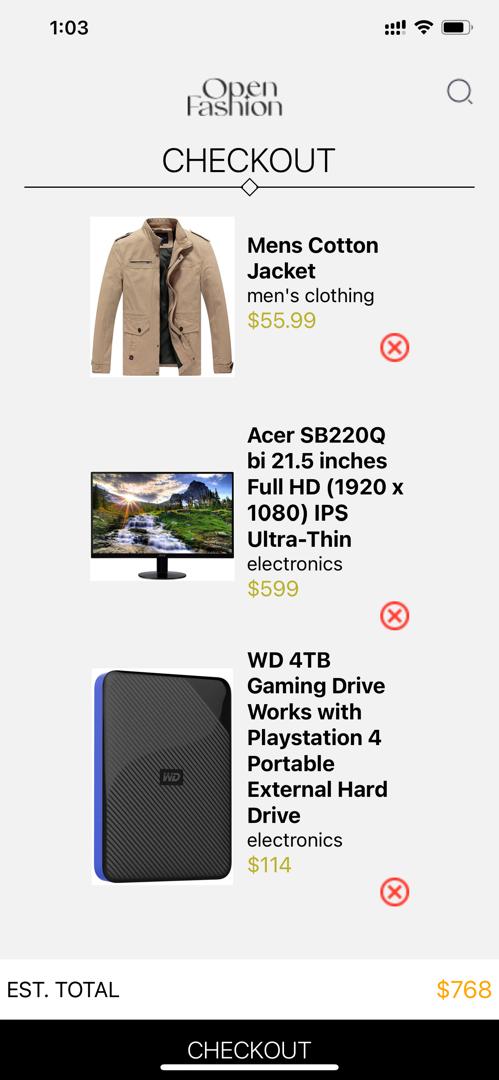 1:03
Open
Fashion
CHECKOUT
Mens Cotton
Jacket
men's clothing
$55.99
Acer SB220Q
bi 21.5 inches
Full HD (1920 x
1080) IPS
Ultra-Thin
electronics
$599
WD 4TB
Gaming Drive
Works with
Playstation 4
Portable
External Hard
Drive
electronics
$114
WD
EST. TOTAL
$768
CHECKOUT